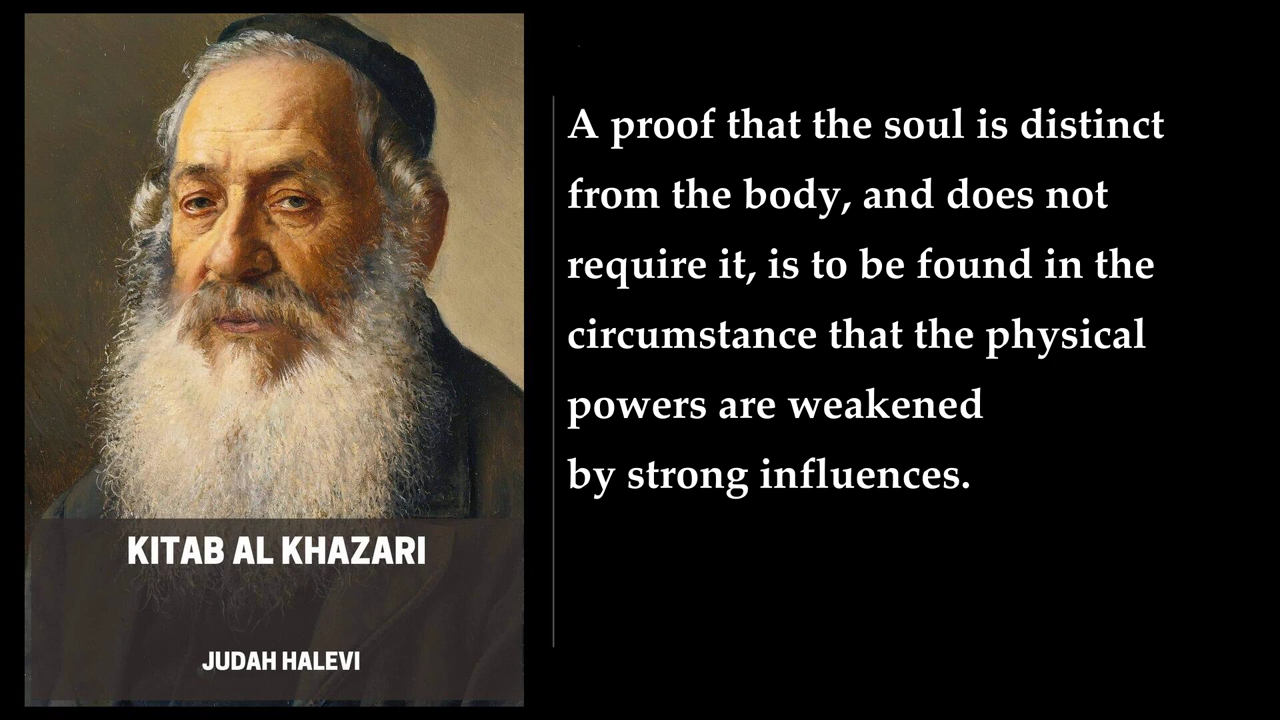 KITAB AL KHAZARI
JUDAH HALEVI
A proof that the soul is distinct
from the body, and does not
require it, is to be found in the
circumstance that the physical
powers are weakened
by strong influences.